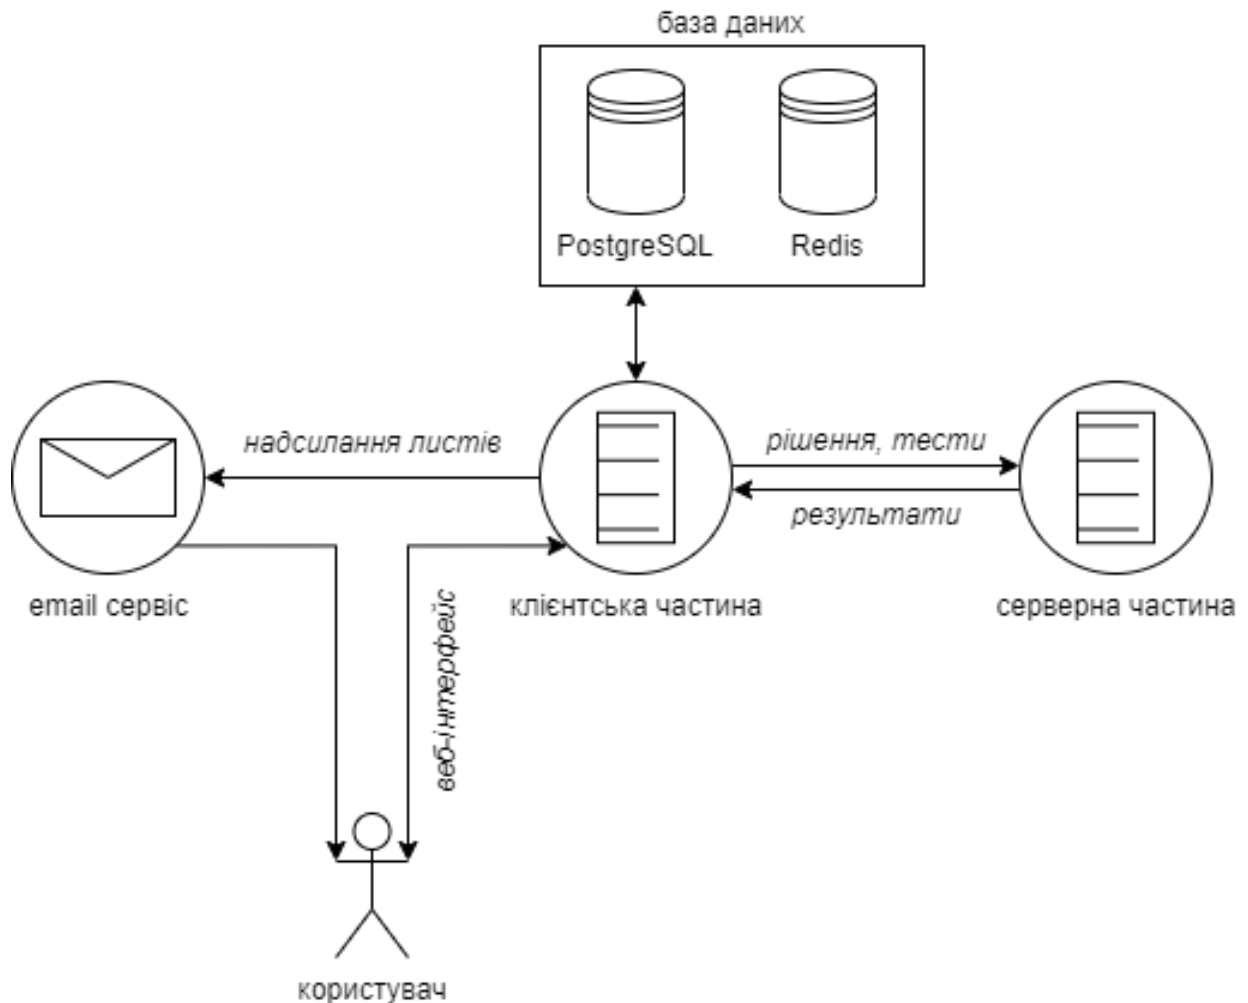 база даних
PostgreSQL
Redis
надсилання листів
рішення, тести
результати
email сервіс
клієнтська частина
серверна частина
веб-інтерфейс
користувач